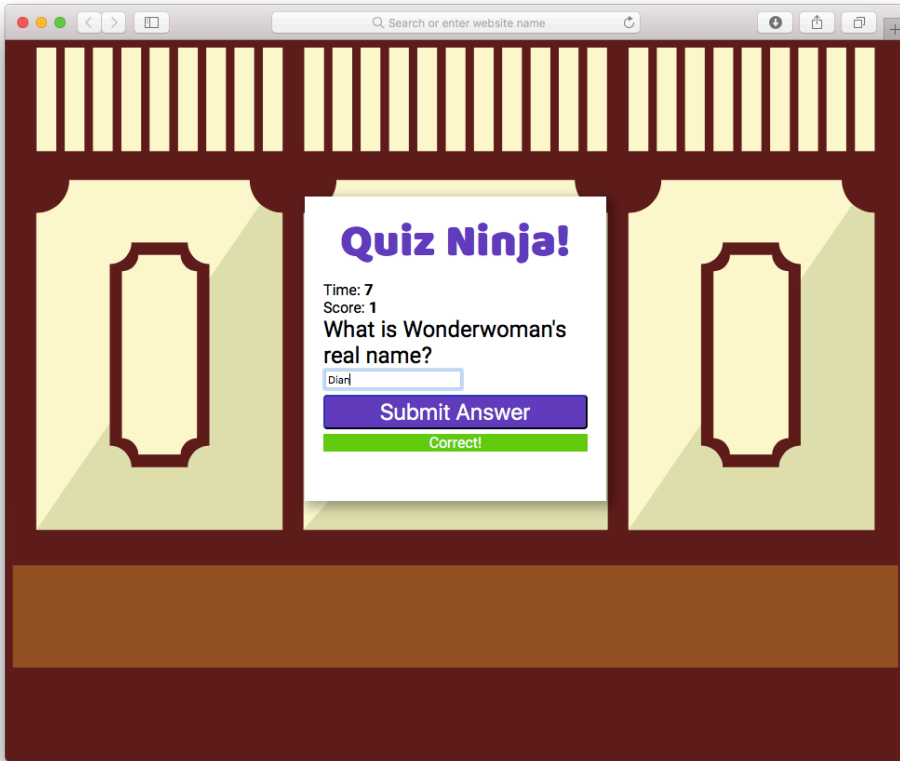 Search or enter website name
Quiz Ninja!
Time: 7
Score: 1
What is Wonderwoman's
real name?
Dian
Submit Answer
Correct!